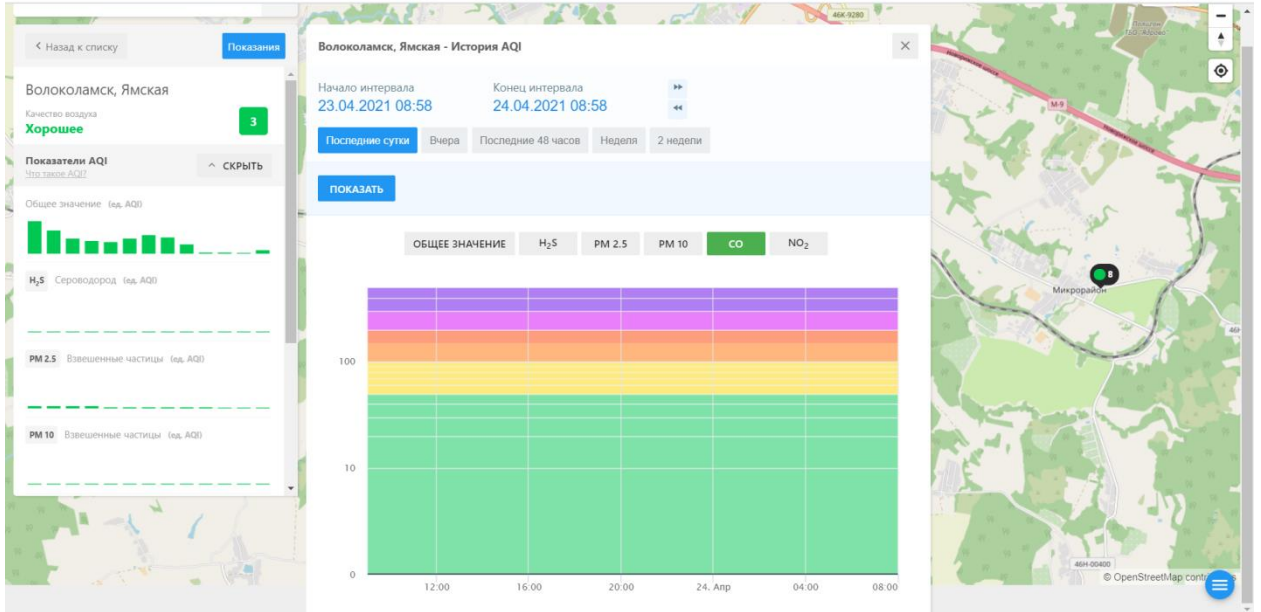 46К-9280
Назад к списку
Показания
Волоколамск, Ямская
Качество воздуха
Хорошее
3
Показатели AQI
Что такое AQI?
СКРЫТЬ
Общее значение (ед. AQI)
H₂S Сероводород (ед. AQI)
PM 2.5 Взвешенные частицы (ед. AQI)
PM 10 Взвешенные частицы (ед. AQI)
Волоколамск, Ямская - История AQI
Начало интервала
Конец интервала
23.04.2021 08:58
24.04.2021 08:58
Последние сутки
Вчера
Последние 48 часов
Неделя
2 недели
ПОКАЗАТЬ
ОБЩЕЕ ЗНАЧЕНИЕ
H₂S
PM 2.5
PM 10
CO
NO₂
100
10
0
12:00
16:00
20:00
24. Апр
04:00
08:00
Полигон
М-9
8
Микрорайон
46Н-00400
© OpenStreetMap